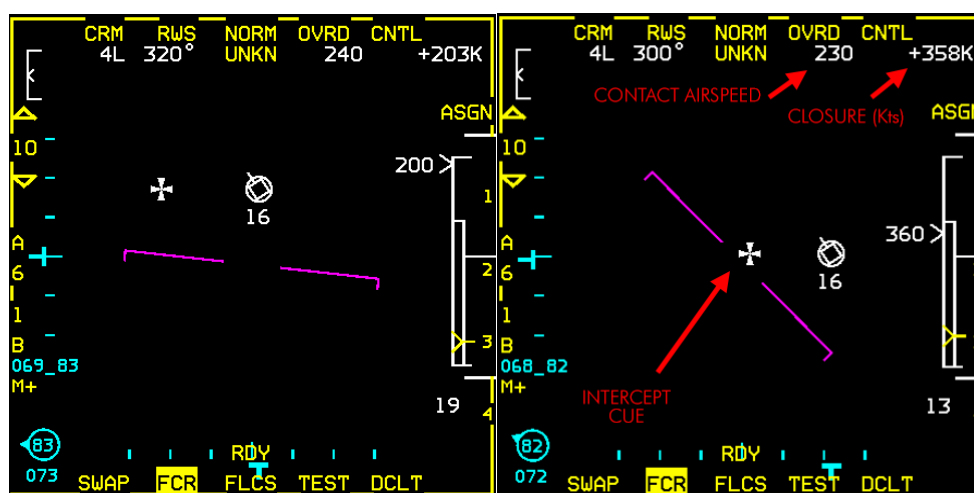 CRM RWS NORM OVRD CNTL
4L 320° UNKN 240 +203K
ASGN
10
200
16
1
A
6
2
1
B
3
069_83
M+
19
4
83
073
RDY
SWAP FCR FLCS TEST DCLT
CRM RWS NORM OVRD CNTL
4L 300° UNKN 230 +358K
CONTACT AIRSPEED
CLOSURE (Kts)
ASG
10
A
360
6
16
1
B
068_82
M+
INTERCEPT
CUE
13
82
072
RDY
SWAP FCR FLCS TEST DCLT